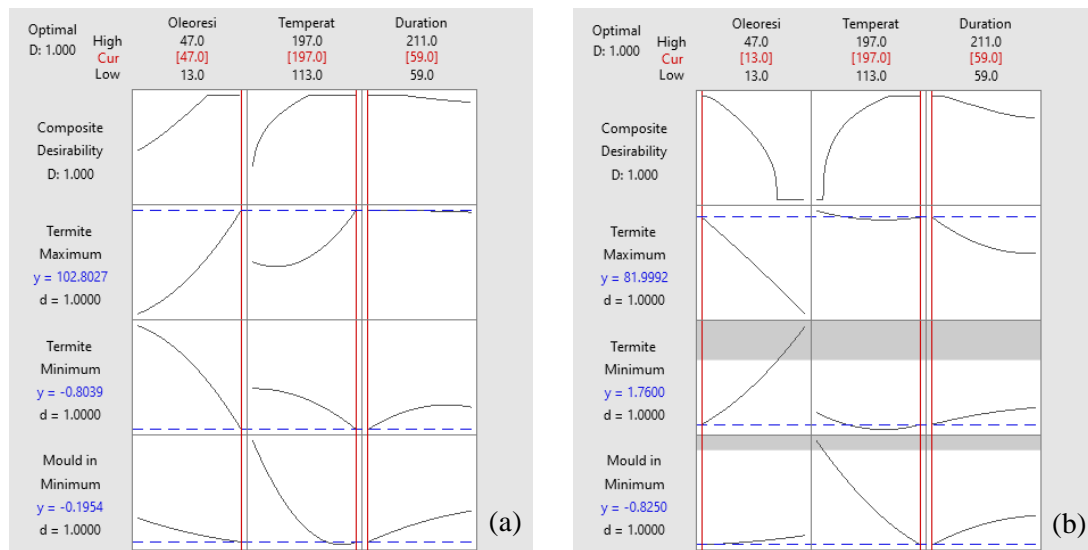 Optimal
D: 1.000
High
Cur
Low
Oleoresi
47.0
[47.0]
13.0
Temperat
197.0
[197.0]
113.0
Duration
211.0
[59.0]
59.0
Composite
Desirability
D: 1.000
Termite
Maximum
y = 102.8027
d = 1.0000
Termite
Minimum
y = -0.8039
d = 1.0000
Mould in
Minimum
y = -0.1954
d = 1.0000
(a)
Optimal
D: 1.000
High
Cur
Low
Oleoresi
47.0
[13.0]
13.0
Temperat
197.0
[197.0]
113.0
Duration
211.0
[59.0]
59.0
Composite
Desirability
D: 1.000
Termite
Maximum
y = 81.9992
d = 1.0000
Termite
Minimum
y = 1.7600
d = 1.0000
Mould in
Minimum
y = -0.8250
d = 1.0000
(b)